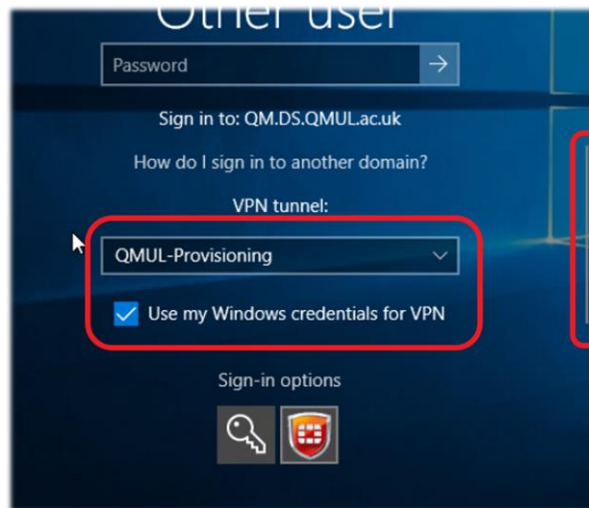 Other user
Password
Sign in to: QM.DS.QMUL.ac.uk
How do I sign in to another domain?
VPN tunnel:
QMUL-Provisioning
Use my Windows credentials for VPN
Sign-in options